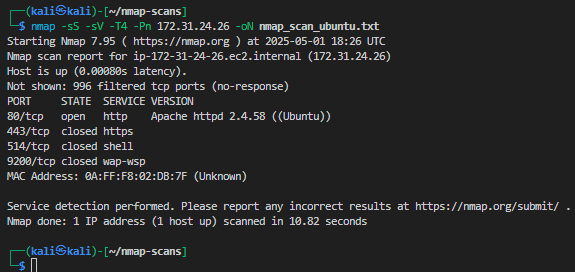 ┌──(kali㉿kali)-[~/nmap-scans]
└─$ nmap -sS -sV -T4 -Pn 172.31.24.26 -oN nmap_scan_ubuntu.txt
Starting Nmap 7.95 ( https://nmap.org ) at 2025-05-01 18:26 UTC
Nmap scan report for ip-172-31-24-26.ec2.internal (172.31.24.26)
Host is up (0.00080s latency).
Not shown: 996 filtered tcp ports (no-response)
PORT     STATE  SERVICE VERSION
80/tcp   open   http    Apache httpd 2.4.58 ((Ubuntu))
443/tcp  closed https
514/tcp  closed shell
9200/tcp closed wap-wsp
MAC Address: 0A:FF:F8:02:DB:7F (Unknown)

Service detection performed. Please report any incorrect results at https://nmap.org/submit/ .
Nmap done: 1 IP address (1 host up) scanned in 10.82 seconds

┌──(kali㉿kali)-[~/nmap-scans]
└─$